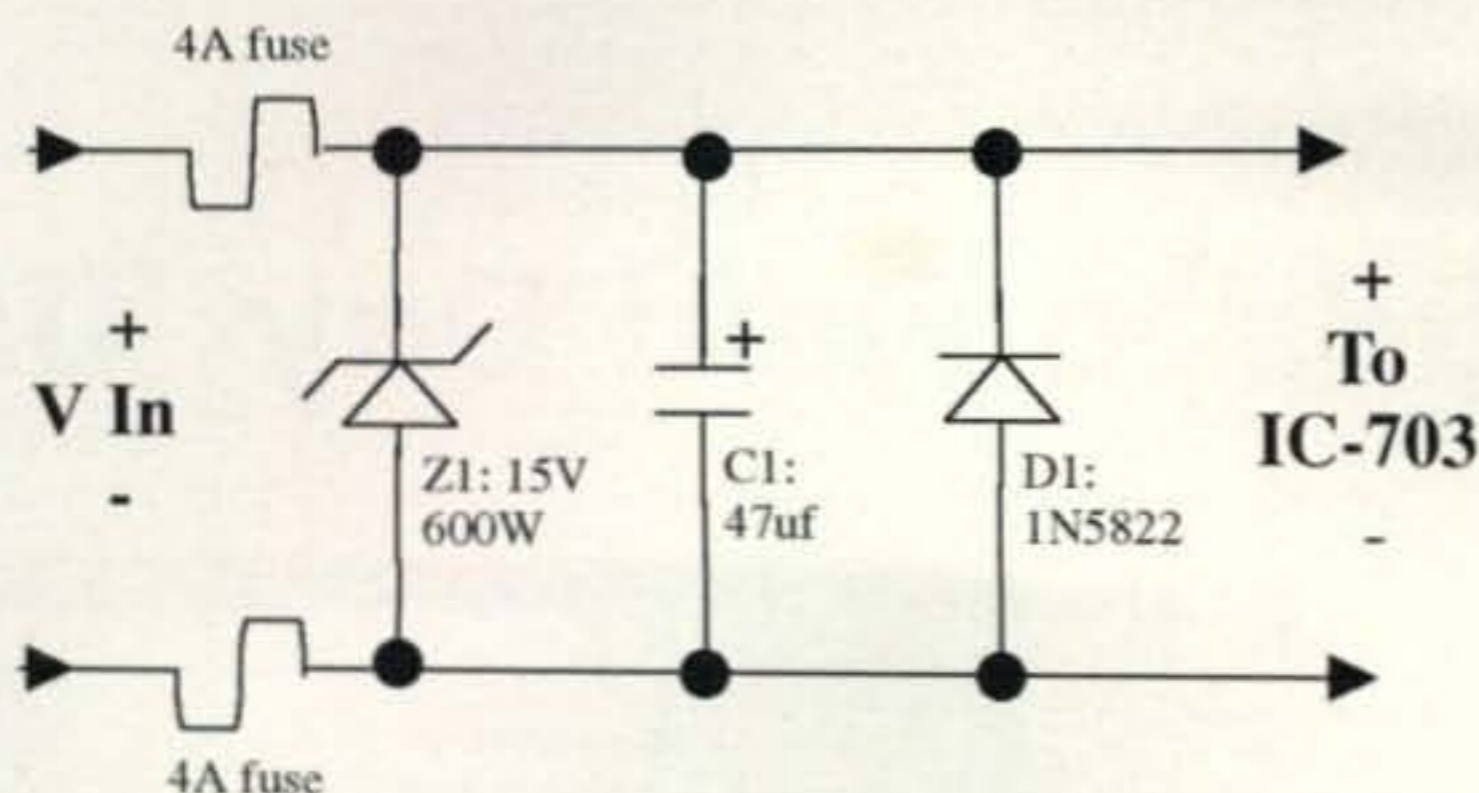 4A fuse
+
V In
-
Z1: 15V
600W
+
C1:
47uf
D1:
1N5822
+
To
IC-703
-
4A fuse